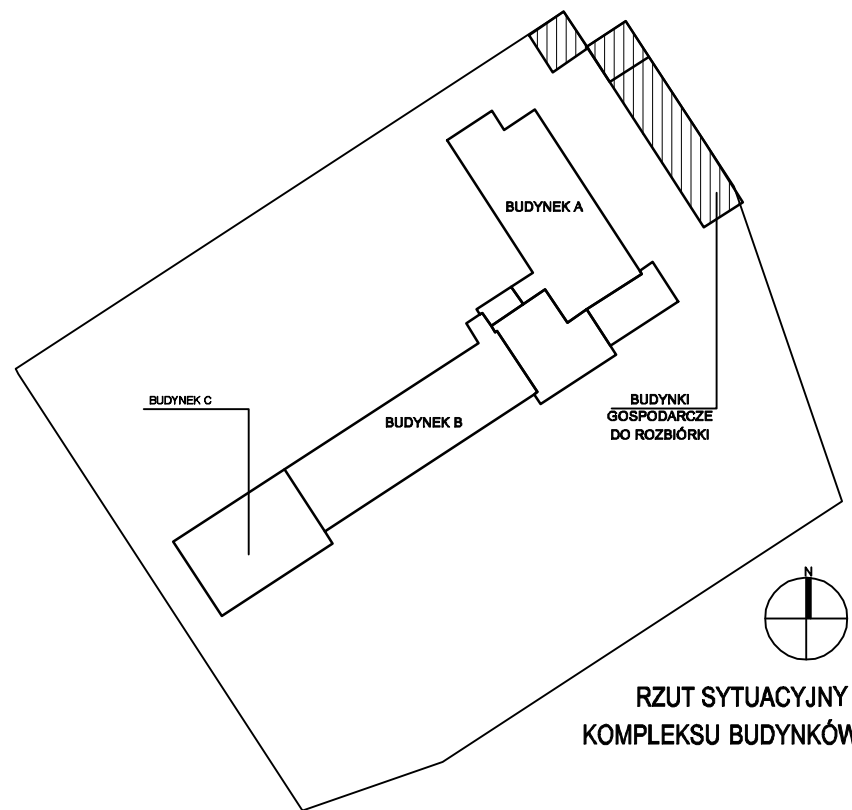 BUDYNEK A
BUDYNEK C
BUDYNEK B
BUDYNKI
GOSPODARCZE
DO ROZBIÓRKI
N
RZUT SYTUACYJNY
KOMPLEKSU BUDYNKÓW